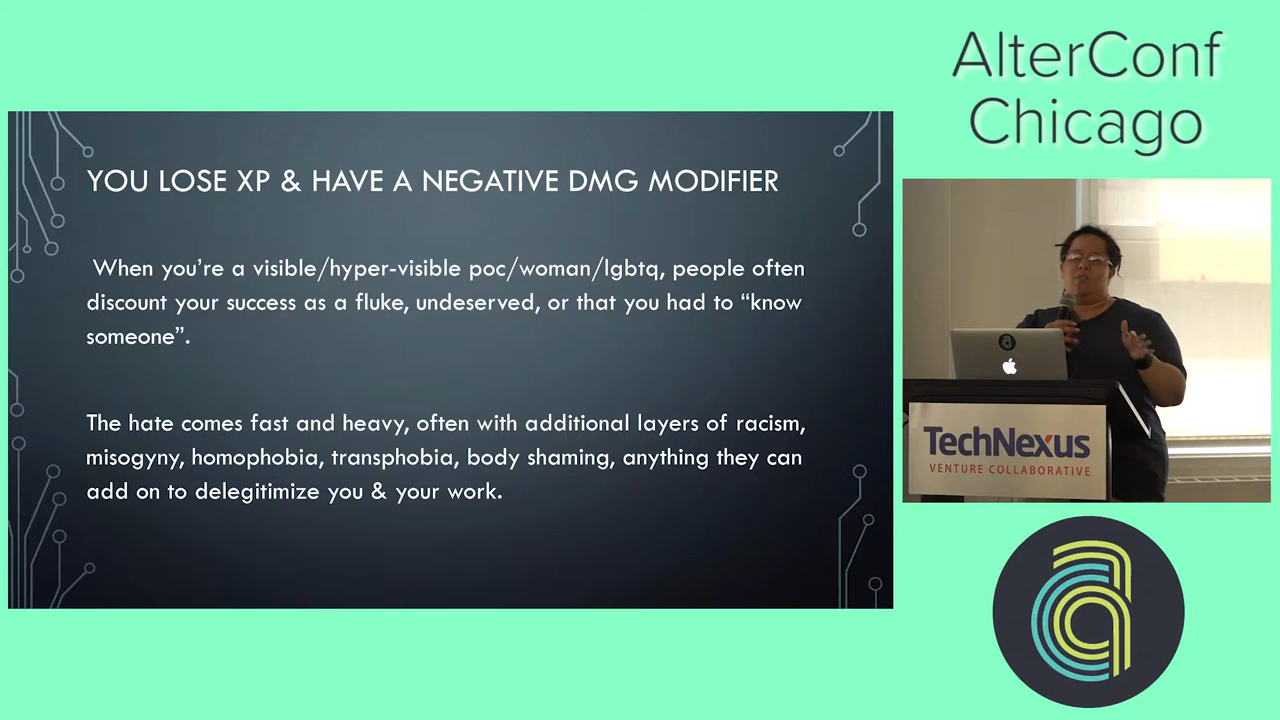 AlterConf
Chicago
YOU LOSE XP & HAVE A NEGATIVE DMG MODIFIER
When you’re a visible/hyper-visible poc/woman/lgbtq, people often
discount your success as a fluke, undeserved, or that you had to “know
someone”.
The hate comes fast and heavy, often with additional layers of racism,
misogyny, homophobia, transphobia, body shaming, anything they can
add on to delegitimize you & your work.
TechNexus
VENTURE COLLABORATIVE